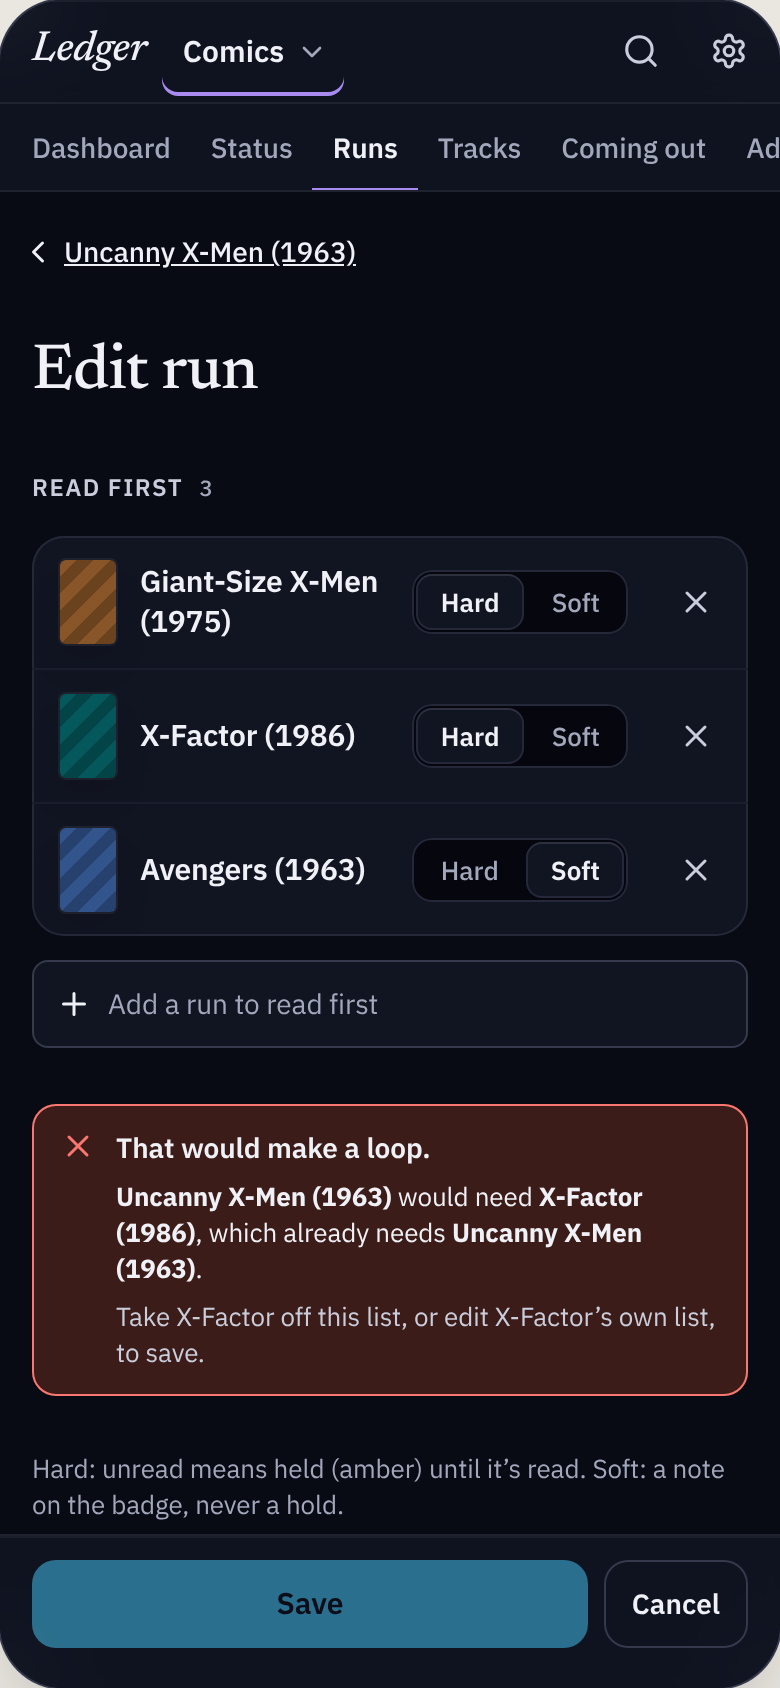 Ledger Comics
Dashboard Status Runs Tracks Coming out Ad
Uncanny X-Men (1963)
Edit run
READ FIRST 3
Giant-Size X-Men
(1975)
Hard Soft
X-Factor (1986)
Hard Soft
Avengers (1963)
Hard Soft
Add a run to read first
That would make a loop.
Uncanny X-Men (1963) would need X-Factor
(1986), which already needs Uncanny X-Men
(1963).
Take X-Factor off this list, or edit X-Factor’s own list,
to save.
Hard: unread means held (amber) until it’s read. Soft: a note
on the badge, never a hold.
Save Cancel